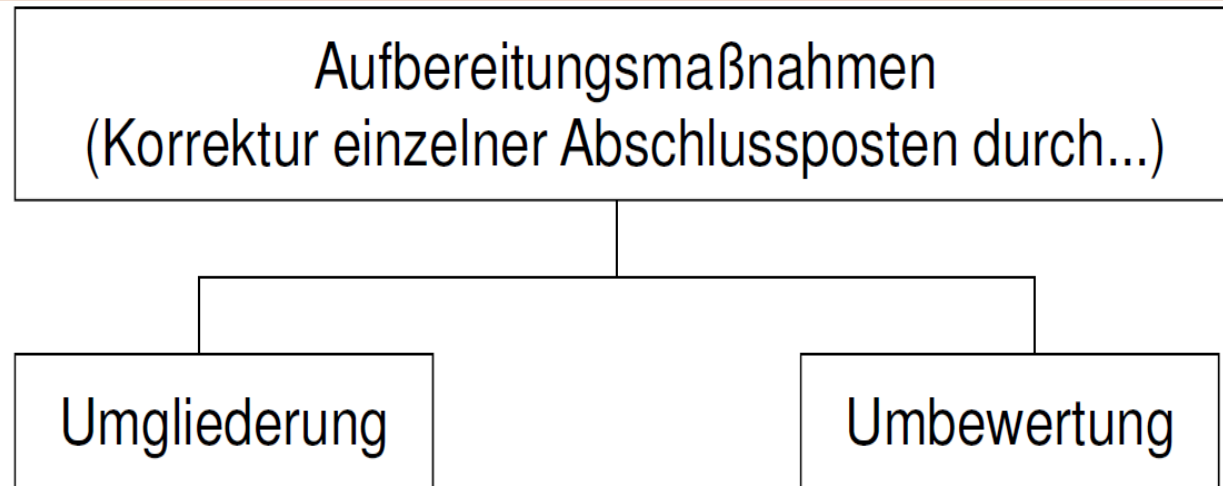 Aufbereitungsmaßnahmen
(Korrektur einzelner Abschlussposten durch...)
Umgliederung
Umbewertung